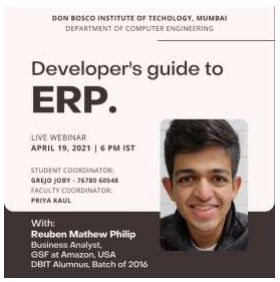 DON BOSCO INSTITUTE OF TECHOLOGY, MUMBAI
DEPARTMENT OF COMPUTER ENGINEERING
Developer's guide to
ERP.
LIVE WEBINAR
APRIL 19, 2021 | 6 PM IST
STUDENT COORDINATOR:
GREJO JOBY - 76780 60548
FACULTY COORDINATOR:
PRIYA KAUL
With:
Reuben Mathew Philip
Business Analyst,
GSF at Amazon, USA
DBIT Alumnus, Batch of 2016